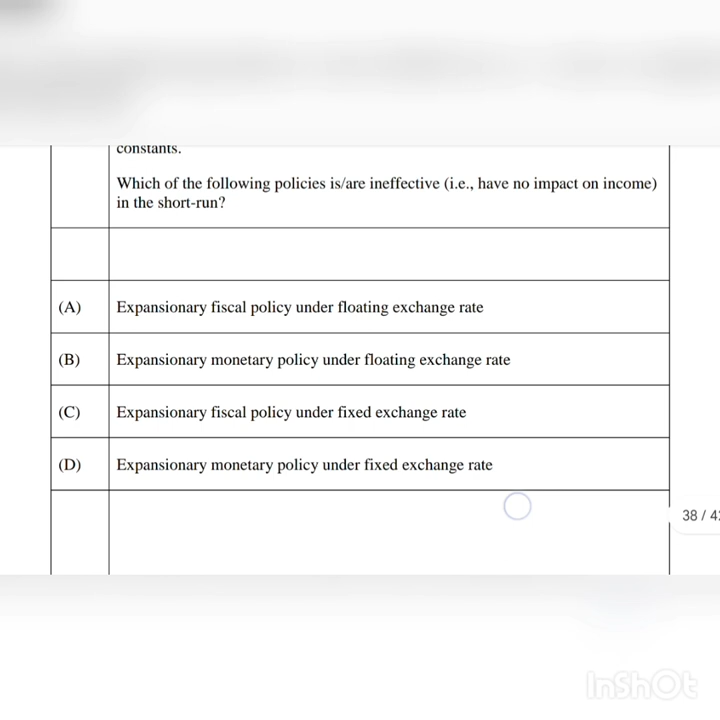 constants.
Which of the following policies is/are ineffective (i.e., have no impact on income)
in the short-run?
(A) Expansionary fiscal policy under floating exchange rate
(B) Expansionary monetary policy under floating exchange rate
(C) Expansionary fiscal policy under fixed exchange rate
(D) Expansionary monetary policy under fixed exchange rate
38 / 4
InShOt